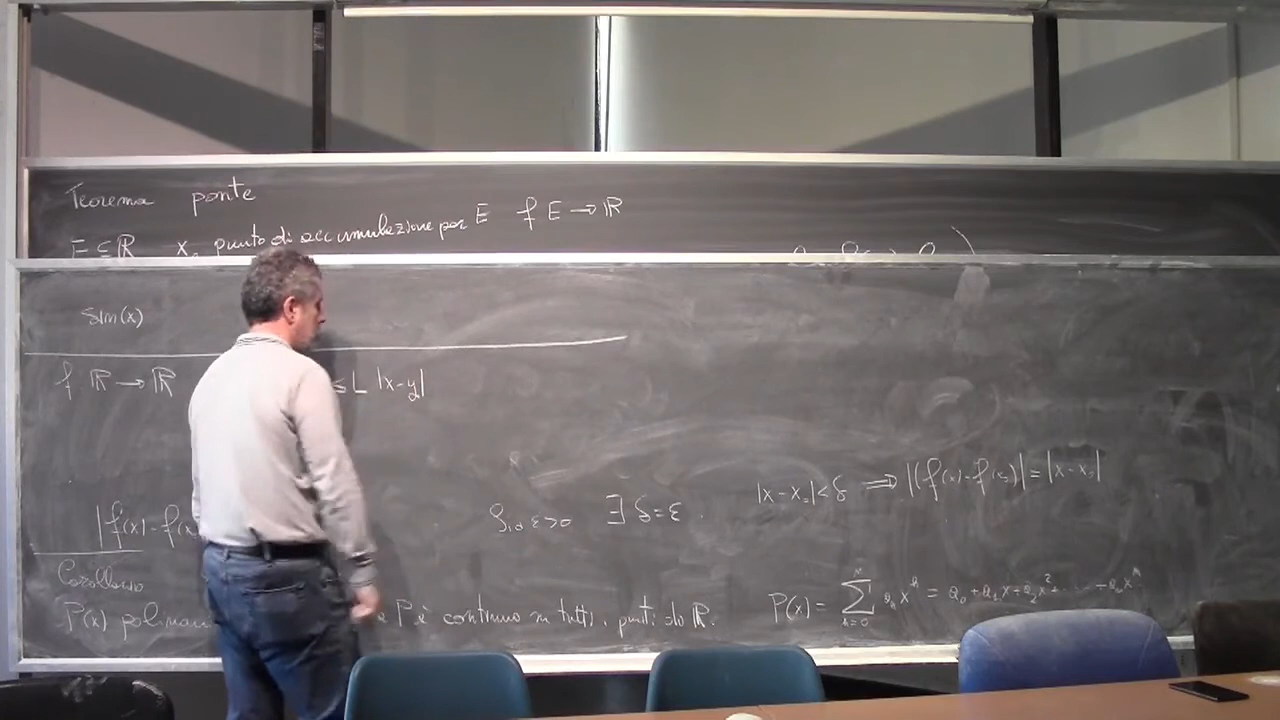 Teorema ponte
E ⊆ ℝ x₀ punto di accumulazione per E f E → ℝ
sin(x)
f ℝ → ℝ ≤ L |x-y|
|x-x₀| < δ ⟹ |(f(x)-f(x₀)| = |x-x₀|
Sia ε>0 ∃ δ=ε .
|f(x)-f(x
Corollario
P(x) P è continuo in tutti i punti di ℝ.
P(x) = ∑ₖ₌₀ⁿ aₖ xᵏ = a₀ + a₁x + a₂x² + ... + aₙxⁿ